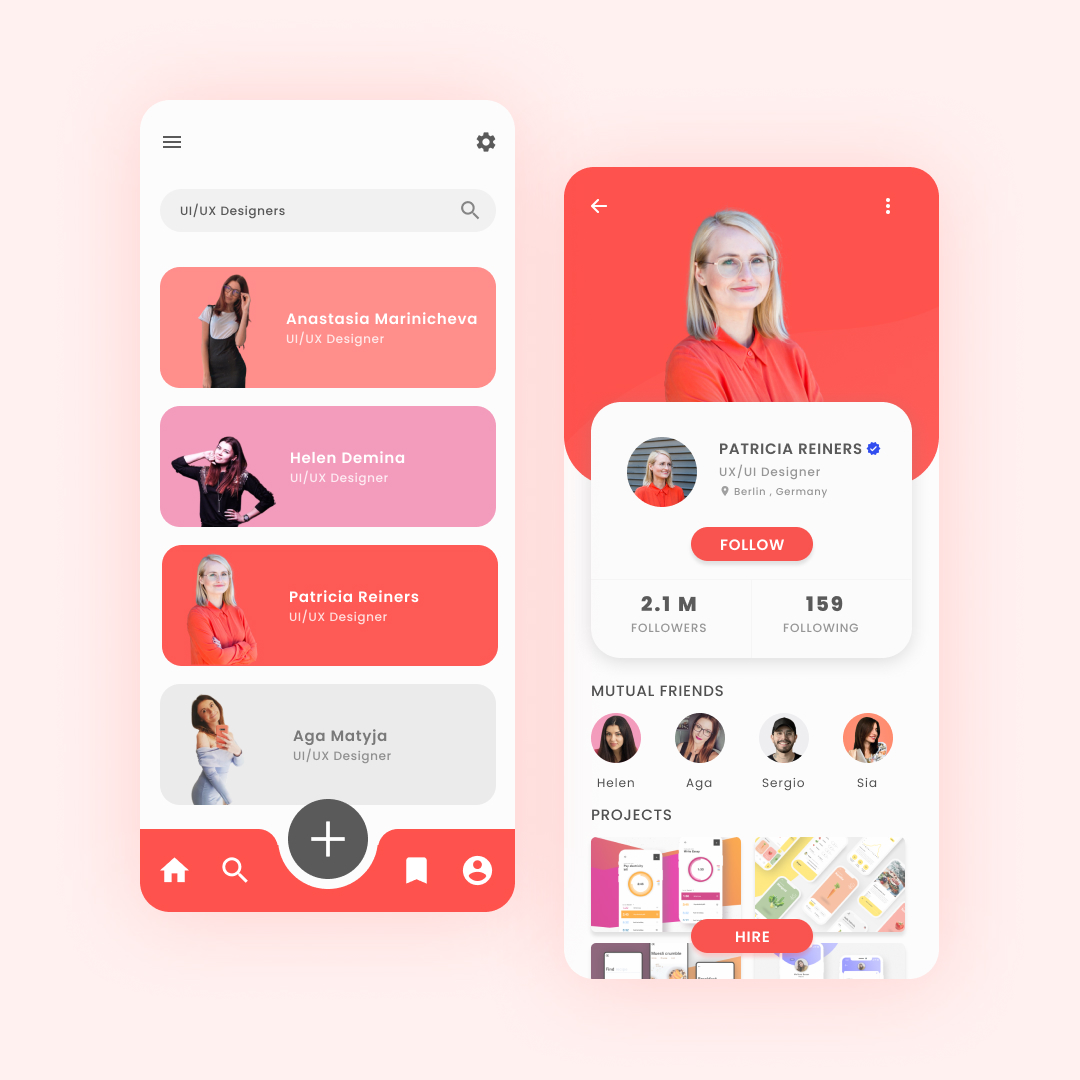 UI/UX Designers
Anastasia Marinicheva
UI/UX Designer
Helen Demina
UI/UX Designer
Patricia Reiners
UI/UX Designer
Aga Matyja
UI/UX Designer
PATRICIA REINERS
UX/UI Designer
Berlin , Germany
FOLLOW
2.1 M
159
FOLLOWERS
FOLLOWING
MUTUAL FRIENDS
Helen
Aga
Sergio
Sia
PROJECTS
HIRE
Find